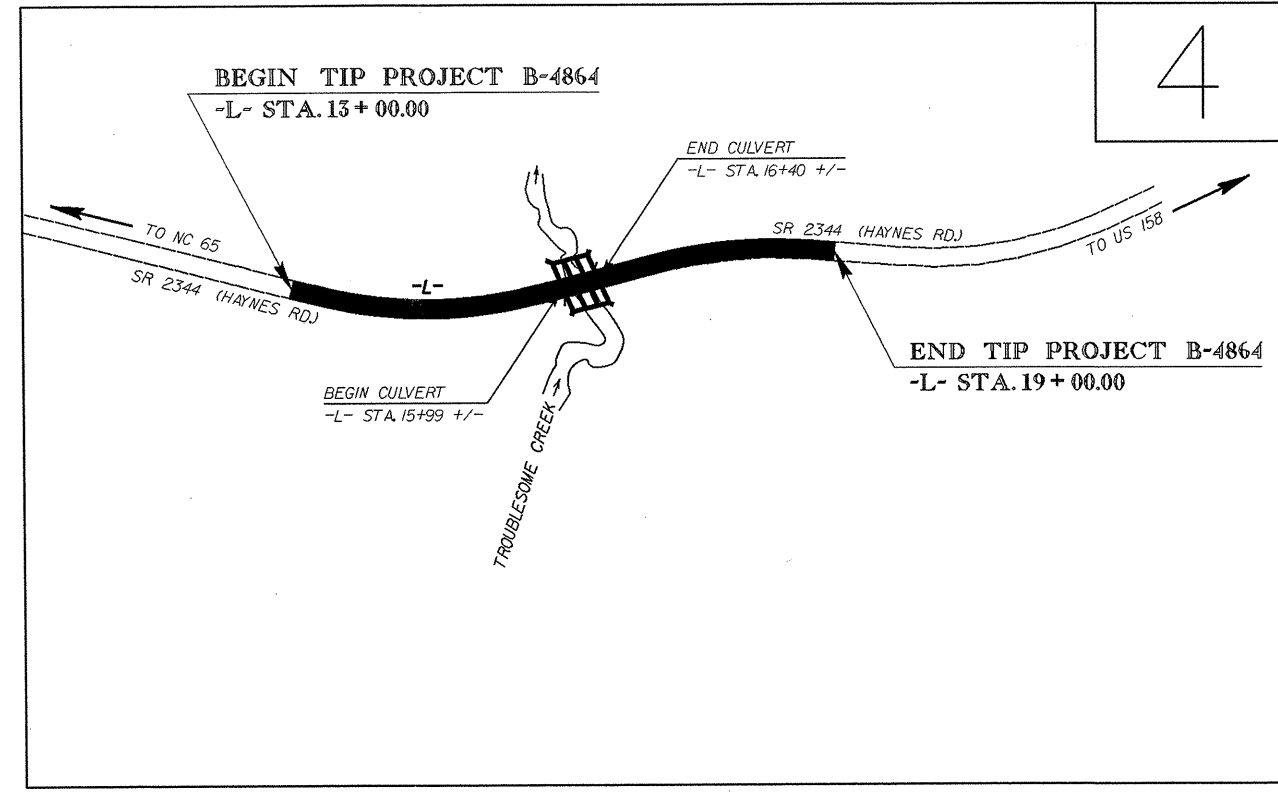 4
BEGIN TIP PROJECT B-4864
-L- STA. 13 + 00.00
END CULVERT
-L- STA. 16+40 +/-
TO NC 65
SR 2344 (HAYNES RD.)
-L-
SR 2344 (HAYNES RD.)
TO US 158
BEGIN CULVERT
-L- STA. 15+99 +/-
TROUBLESOME CREEK
END TIP PROJECT B-4864
-L- STA. 19 + 00.00